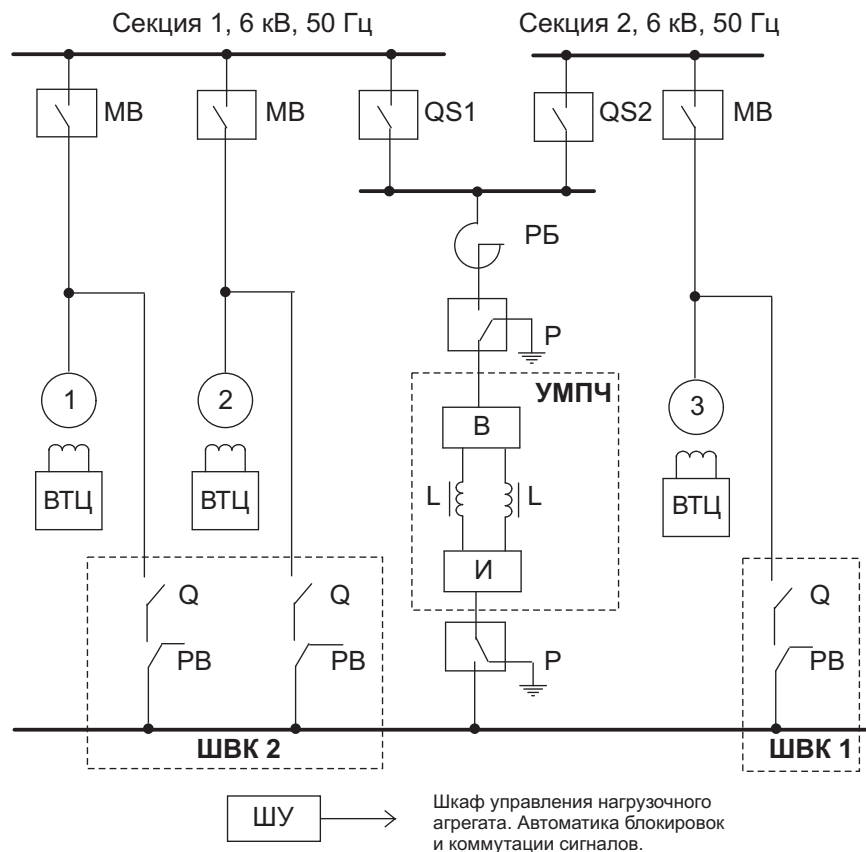 Секция 1, 6 кВ, 50 Гц
Секция 2, 6 кВ, 50 Гц
МВ
МВ
QS1
QS2
МВ
РБ
Р
УМПЧ
1
2
3
В
ВТЦ
ВТЦ
ВТЦ
L
L
И
Q
Q
Q
РВ
РВ
Р
РВ
ШВК 2
ШВК 1
ШУ
Шкаф управления нагрузочного
агрегата. Автоматика блокировок
и коммутации сигналов.